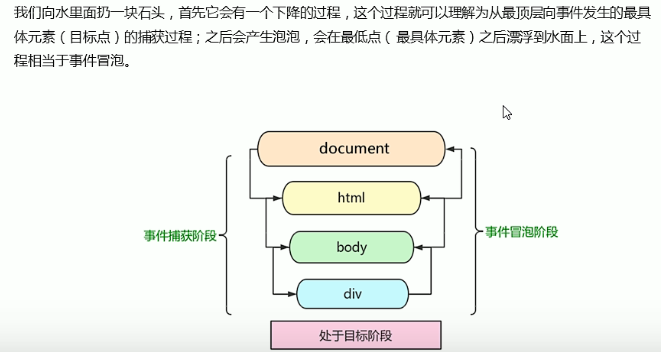 我们向水里面扔一块石头，首先它会有一个下降的过程，这个过程就可以理解为从最顶层向事件发生的最具
体元素（目标点）的捕获过程；之后会产生泡泡，会在最低点（ 最具体元素）之后漂浮到水面上，这个过
程相当于事件冒泡。
document
html
事件捕获阶段
事件冒泡阶段
body
div
处于目标阶段